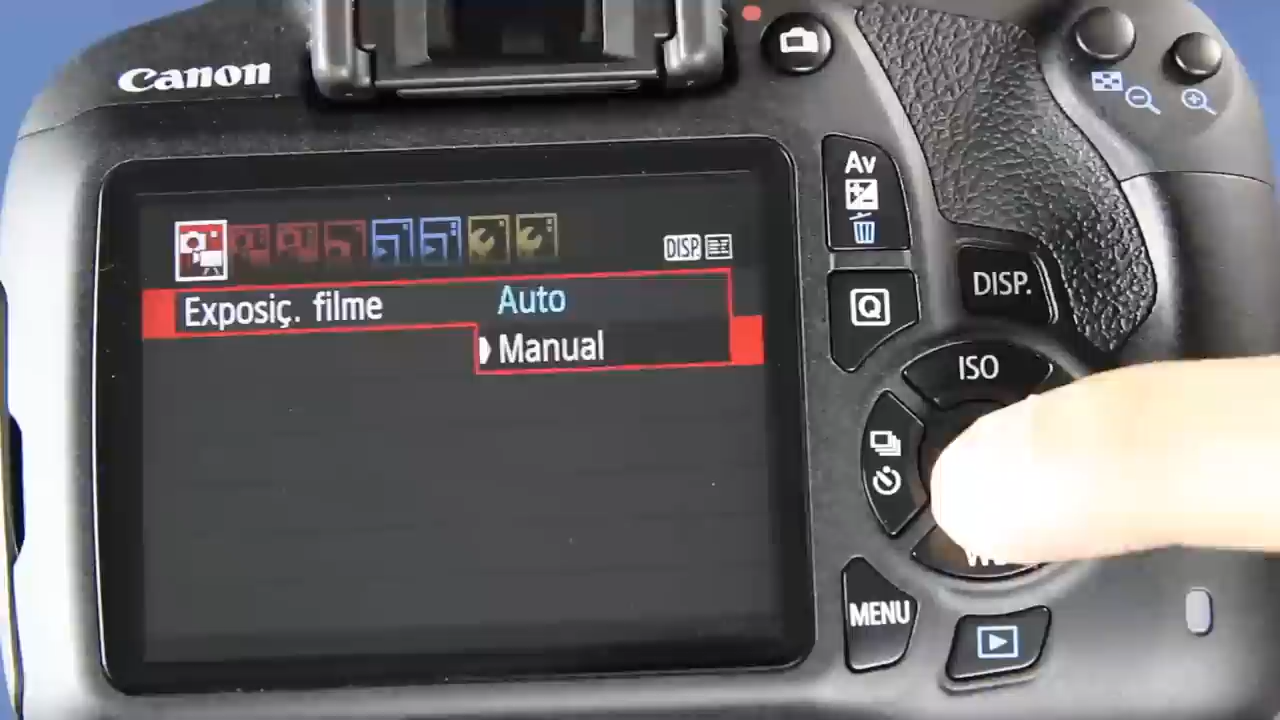 Canon
Av
DISP.
Exposiç. filme
Auto
Manual
DISP.
ISO
MENU